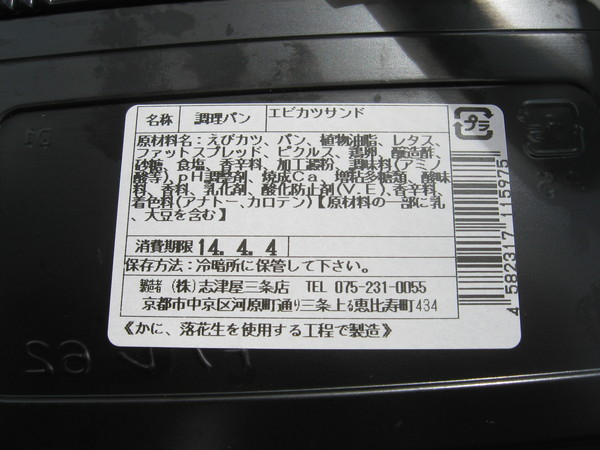 名称 調理パン エビカツサンド
原材料名：えびカツ、パン、植物油脂、レタス、
ファットスプレッド、ピクルス、鶏卵、醸造酢、
砂糖、食塩、香辛料、加工澱粉、調味料(アミノ
酸等)、pH調整剤、焼成Ca、増粘多糖類、酸味
料、香料、乳化剤、酸化防止剤(V.E)、香辛料、
着色料(アナトー、カロテン)【原材料の一部に乳
、大豆を含む】
消費期限 14. 4. 4
保存方法：冷暗所に保管して下さい。
製造者 (株)志津屋三条店 TEL 075-231-0055
京都市中京区河原町通り三条上る恵比寿町434
《かに、落花生を使用する工程で製造》
プラ
4 582317 115975